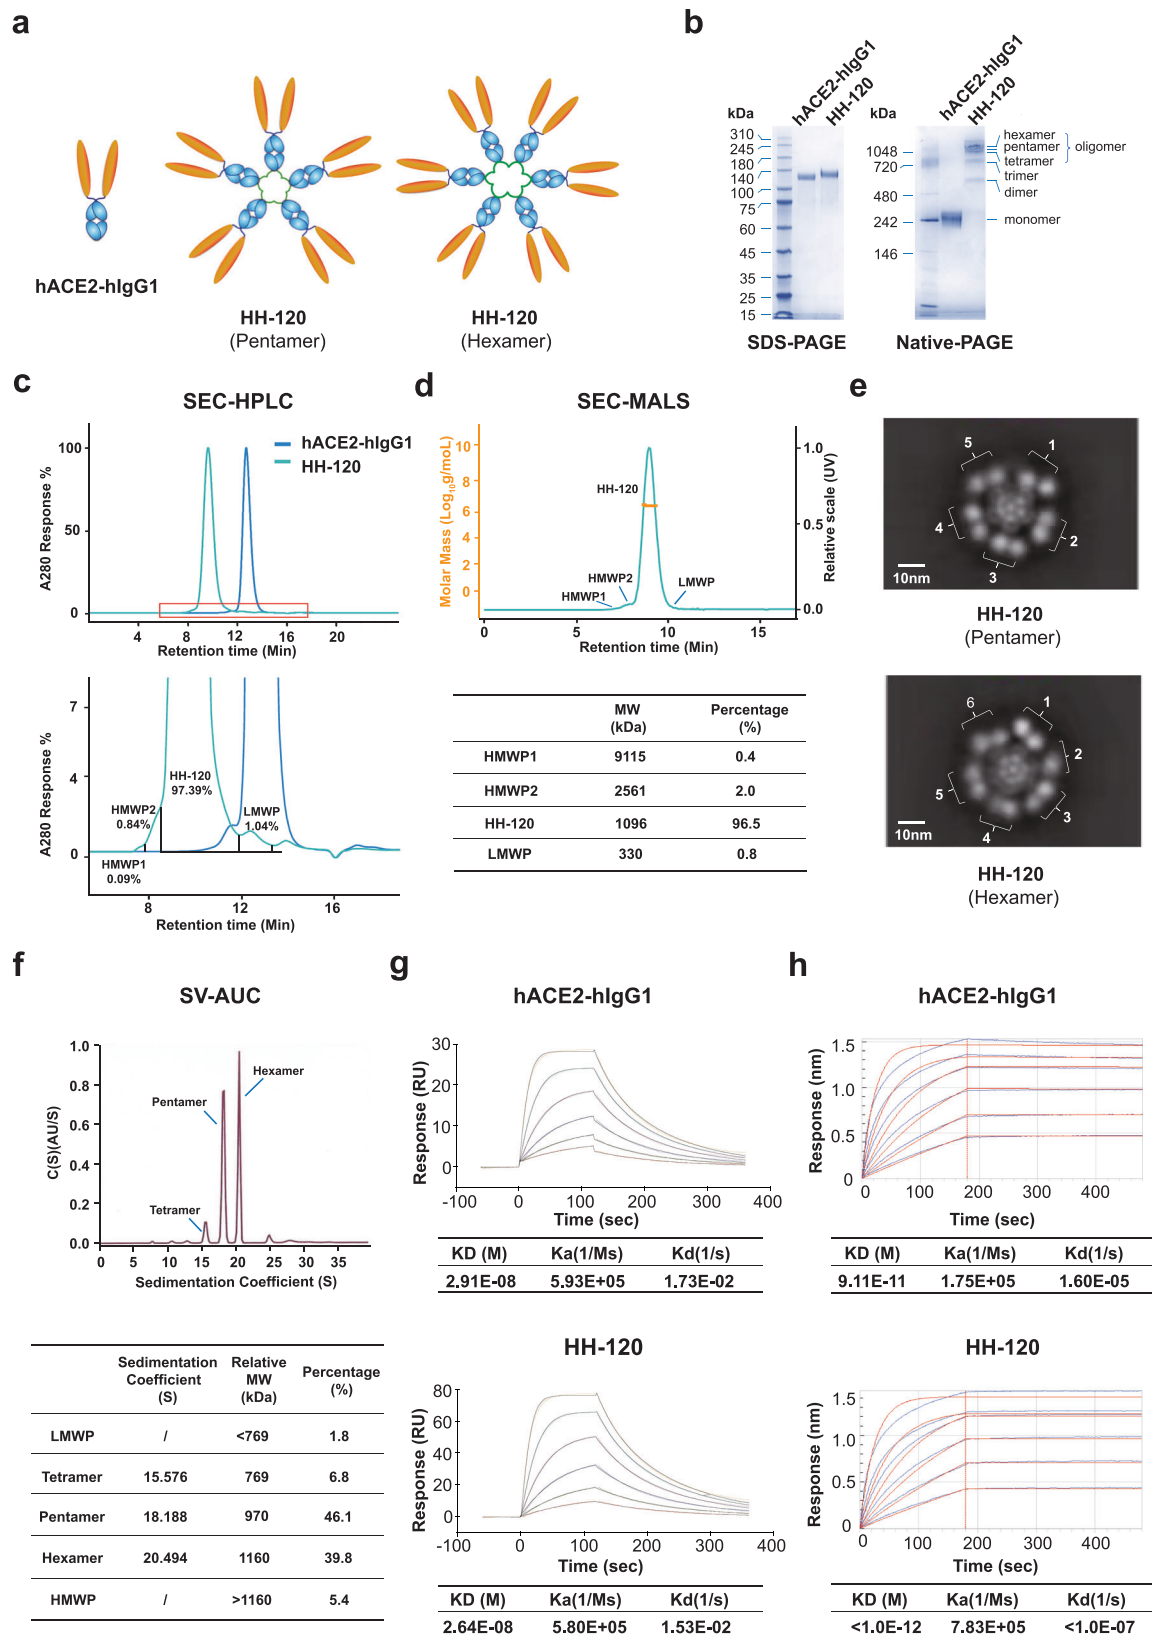 a
hACE2-hIgG1
HH-120
(Pentamer)
HH-120
(Hexamer)
b
hACE2-hIgG1
HH-120
hACE2-hIgG1
HH-120
kDa
310
245
180
140
100
75
60
45
35
25
15
SDS-PAGE
kDa
1048
720
480
242
146
hexamer
pentamer
tetramer
oligomer
trimer
dimer
monomer
Native-PAGE
c
SEC-HPLC
A280 Response %
100
50
0
hACE2-hIgG1
HH-120
4 8 12 16 20
Retention time (Min)
A280 Response %
7
4
0
HH-120
97.39%
HMWP2
0.84%
LMWP
1.04%
HMWP1
0.09%
8 12 16
Retention time (Min)
d
SEC-MALS
Molar Mass (Log10g/moL)
10
8
6
4
2
0
HH-120
HMWP2
HMWP1
LMWP
1.0
0.5
0.0
Relative scale (UV)
0 5 10 15
Retention time (Min)
MW (kDa) Percentage (%)
HMWP1 9115 0.4
HMWP2 2561 2.0
HH-120 1096 96.5
LMWP 330 0.8
e
5 1
4 2
3
10nm
HH-120
(Pentamer)
6 1
2
5 3
4
10nm
HH-120
(Hexamer)
f
SV-AUC
C(S)(AU/S)
1.0
0.8
0.6
0.4
0.2
0.0
Hexamer
Pentamer
Tetramer
0 5 10 15 20 25 30 35
Sedimentation Coefficient (S)
Sedimentation Coefficient (S) Relative MW (kDa) Percentage (%)
LMWP / <769 1.8
Tetramer 15.576 769 6.8
Pentamer 18.188 970 46.1
Hexamer 20.494 1160 39.8
HMWP / >1160 5.4
g
hACE2-hIgG1
Response (RU)
30
20
10
0
-100 0 100 200 300 400
Time (sec)
KD (M) Ka(1/Ms) Kd(1/s)
2.91E-08 5.93E+05 1.73E-02
HH-120
Response (RU)
80
60
40
20
0
-100 0 100 200 300 400
Time (sec)
KD (M) Ka(1/Ms) Kd(1/s)
2.64E-08 5.80E+05 1.53E-02
h
hACE2-hIgG1
Response (nm)
1.5
1.0
0.5
0
0 100 200 300 400
Time (sec)
KD (M) Ka(1/Ms) Kd(1/s)
9.11E-11 1.75E+05 1.60E-05
HH-120
Response (nm)
1.5
1.0
0.5
0
0 100 200 300 400
Time (sec)
KD (M) Ka(1/Ms) Kd(1/s)
<1.0E-12 7.83E+05 <1.0E-07